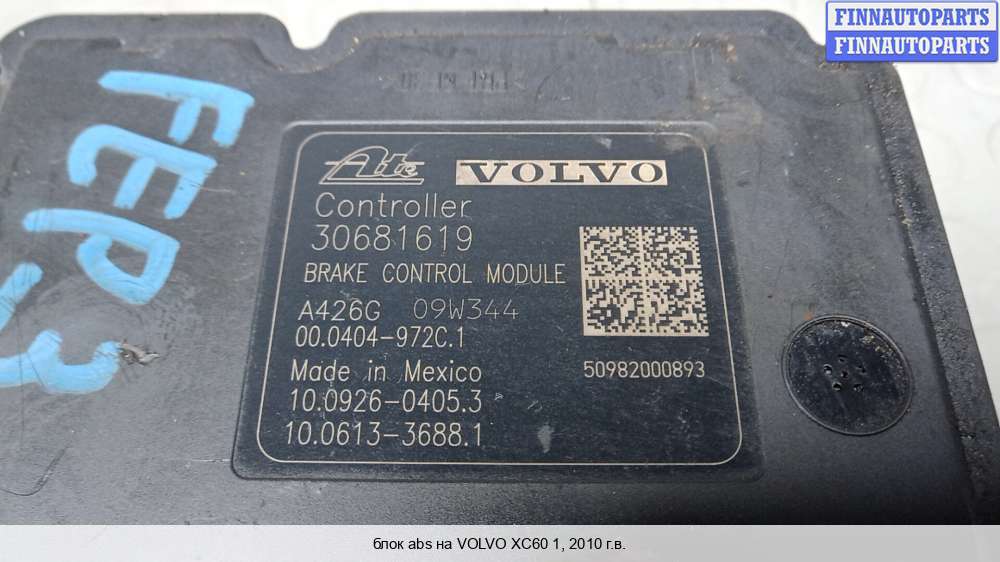 FINNAUTOPARTS
FINNAUTOPARTS
FEP3
Ate VOLVO
Controller
30681619
BRAKE CONTROL MODULE
A426G 09W344
00.0404-972C.1
50982000893
Made in Mexico
10.0926-0405.3
10.0613-3688.1
блок abs на VOLVO XC60 1, 2010 г.в.